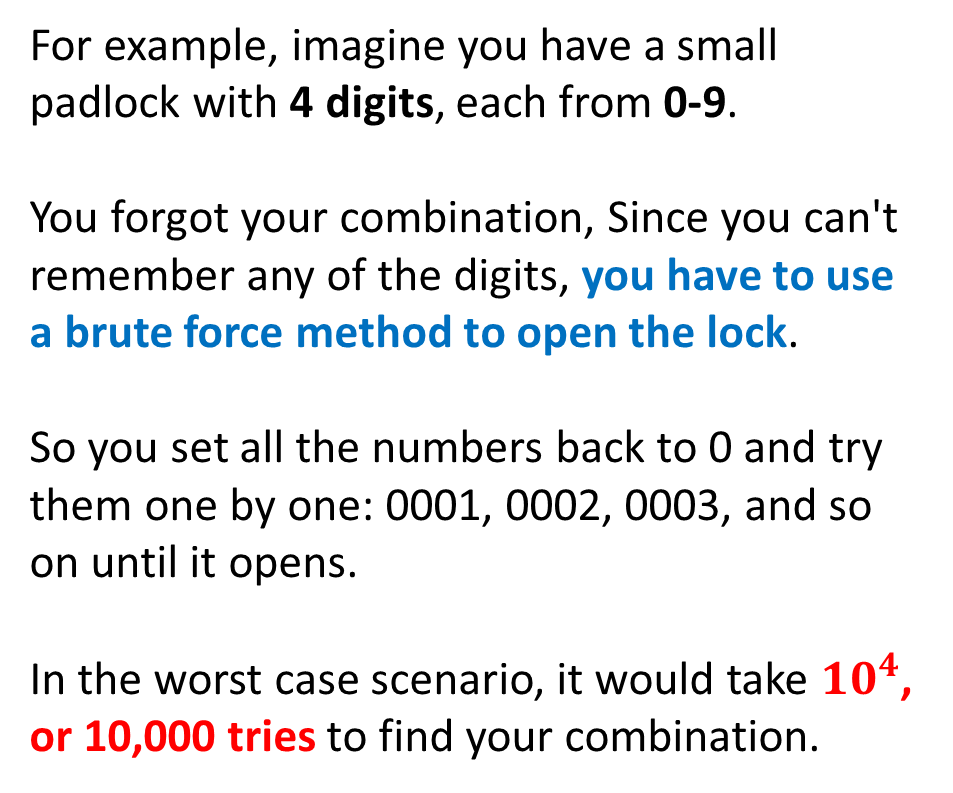 For example, imagine you have a small
padlock with 4 digits, each from 0-9.
You forgot your combination, Since you can't
remember any of the digits, you have to use
a brute force method to open the lock.
So you set all the numbers back to 0 and try
them one by one: 0001, 0002, 0003, and so
on until it opens.
In the worst case scenario, it would take 10⁴,
or 10,000 tries to find your combination.